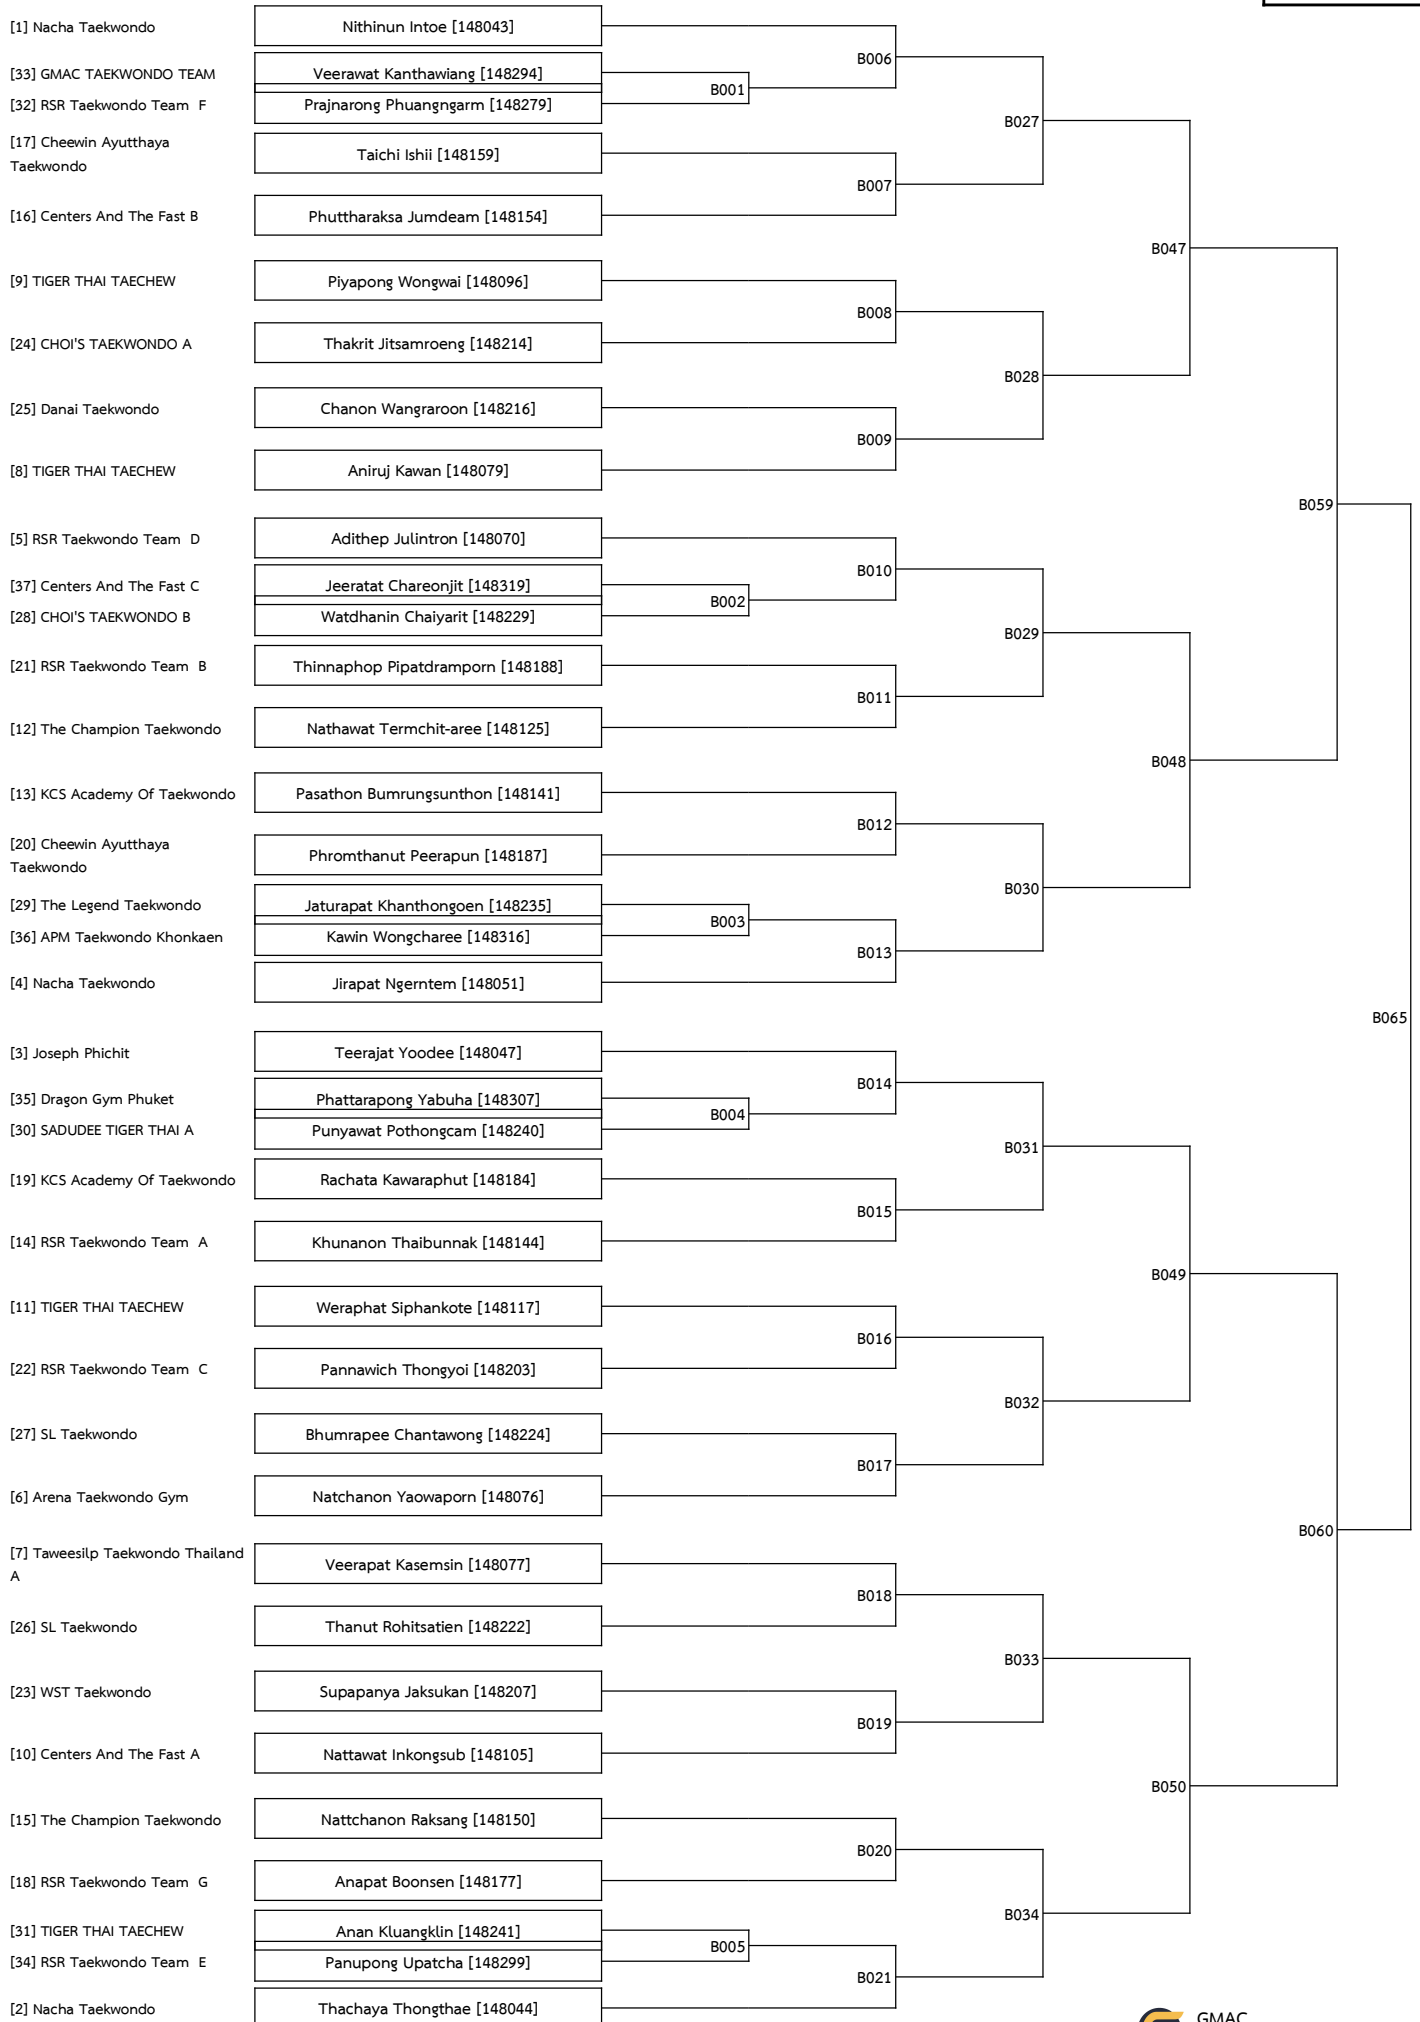 [1] Nacha Taekwondo Nithinun Intoe [148043]
B006
[33] GMAC TAEKWONDO TEAM Veerawat Kanthawiang [148294]
B001
[32] RSR Taekwondo Team F Prajnarong Phuangngarm [148279]
B027
[17] Cheewin Ayutthaya
Taekwondo
Taichi Ishii [148159]
B007
[16] Centers And The Fast B Phuttharaksa Jumdeam [148154]
B047
[9] TIGER THAI TAECHEW Piyapong Wongwai [148096]
B008
[24] CHOI'S TAEKWONDO A Thakrit Jitsamroeng [148214]
B028
[25] Danai Taekwondo Chanon Wangraroon [148216]
B009
[8] TIGER THAI TAECHEW Aniruj Kawan [148079]
B059
[5] RSR Taekwondo Team D Adithep Julintron [148070]
B010
[37] Centers And The Fast C Jeeratat Chareonjit [148319]
B002
[28] CHOI'S TAEKWONDO B Watdhanin Chaiyarit [148229]
B029
[21] RSR Taekwondo Team B Thinnaphop Pipatdramporn [148188]
B011
[12] The Champion Taekwondo Nathawat Termchit-aree [148125]
B048
[13] KCS Academy Of Taekwondo Pasathon Bumrungsunthon [148141]
B012
[20] Cheewin Ayutthaya
Taekwondo
Phromthanut Peerapun [148187]
B030
[29] The Legend Taekwondo Jaturapat Khanthongoen [148235]
B003
[36] APM Taekwondo Khonkaen Kawin Wongcharee [148316]
B013
[4] Nacha Taekwondo Jirapat Ngerntem [148051]
B065
[3] Joseph Phichit Teerajat Yoodee [148047]
B014
[35] Dragon Gym Phuket Phattarapong Yabuha [148307]
B004
[30] SADUDEE TIGER THAI A Punyawat Pothongcam [148240]
B031
[19] KCS Academy Of Taekwondo Rachata Kawaraphut [148184]
B015
[14] RSR Taekwondo Team A Khunanon Thaibunnak [148144]
B049
[11] TIGER THAI TAECHEW Weraphat Siphankote [148117]
B016
[22] RSR Taekwondo Team C Pannawich Thongyoi [148203]
B032
[27] SL Taekwondo Bhumrapee Chantawong [148224]
B017
[6] Arena Taekwondo Gym Natchanon Yaowaporn [148076]
B060
[7] Taweesilp Taekwondo Thailand
A
Veerapat Kasemsin [148077]
B018
[26] SL Taekwondo Thanut Rohitsatien [148222]
B033
[23] WST Taekwondo Supapanya Jaksukan [148207]
B019
[10] Centers And The Fast A Nattawat Inkongsub [148105]
B050
[15] The Champion Taekwondo Nattchanon Raksang [148150]
B020
[18] RSR Taekwondo Team G Anapat Boonsen [148177]
B034
[31] TIGER THAI TAECHEW Anan Kluangklin [148241]
B005
[34] RSR Taekwondo Team E Panupong Upatcha [148299]
B021
[2] Nacha Taekwondo Thachaya Thongthae [148044]
GMAC